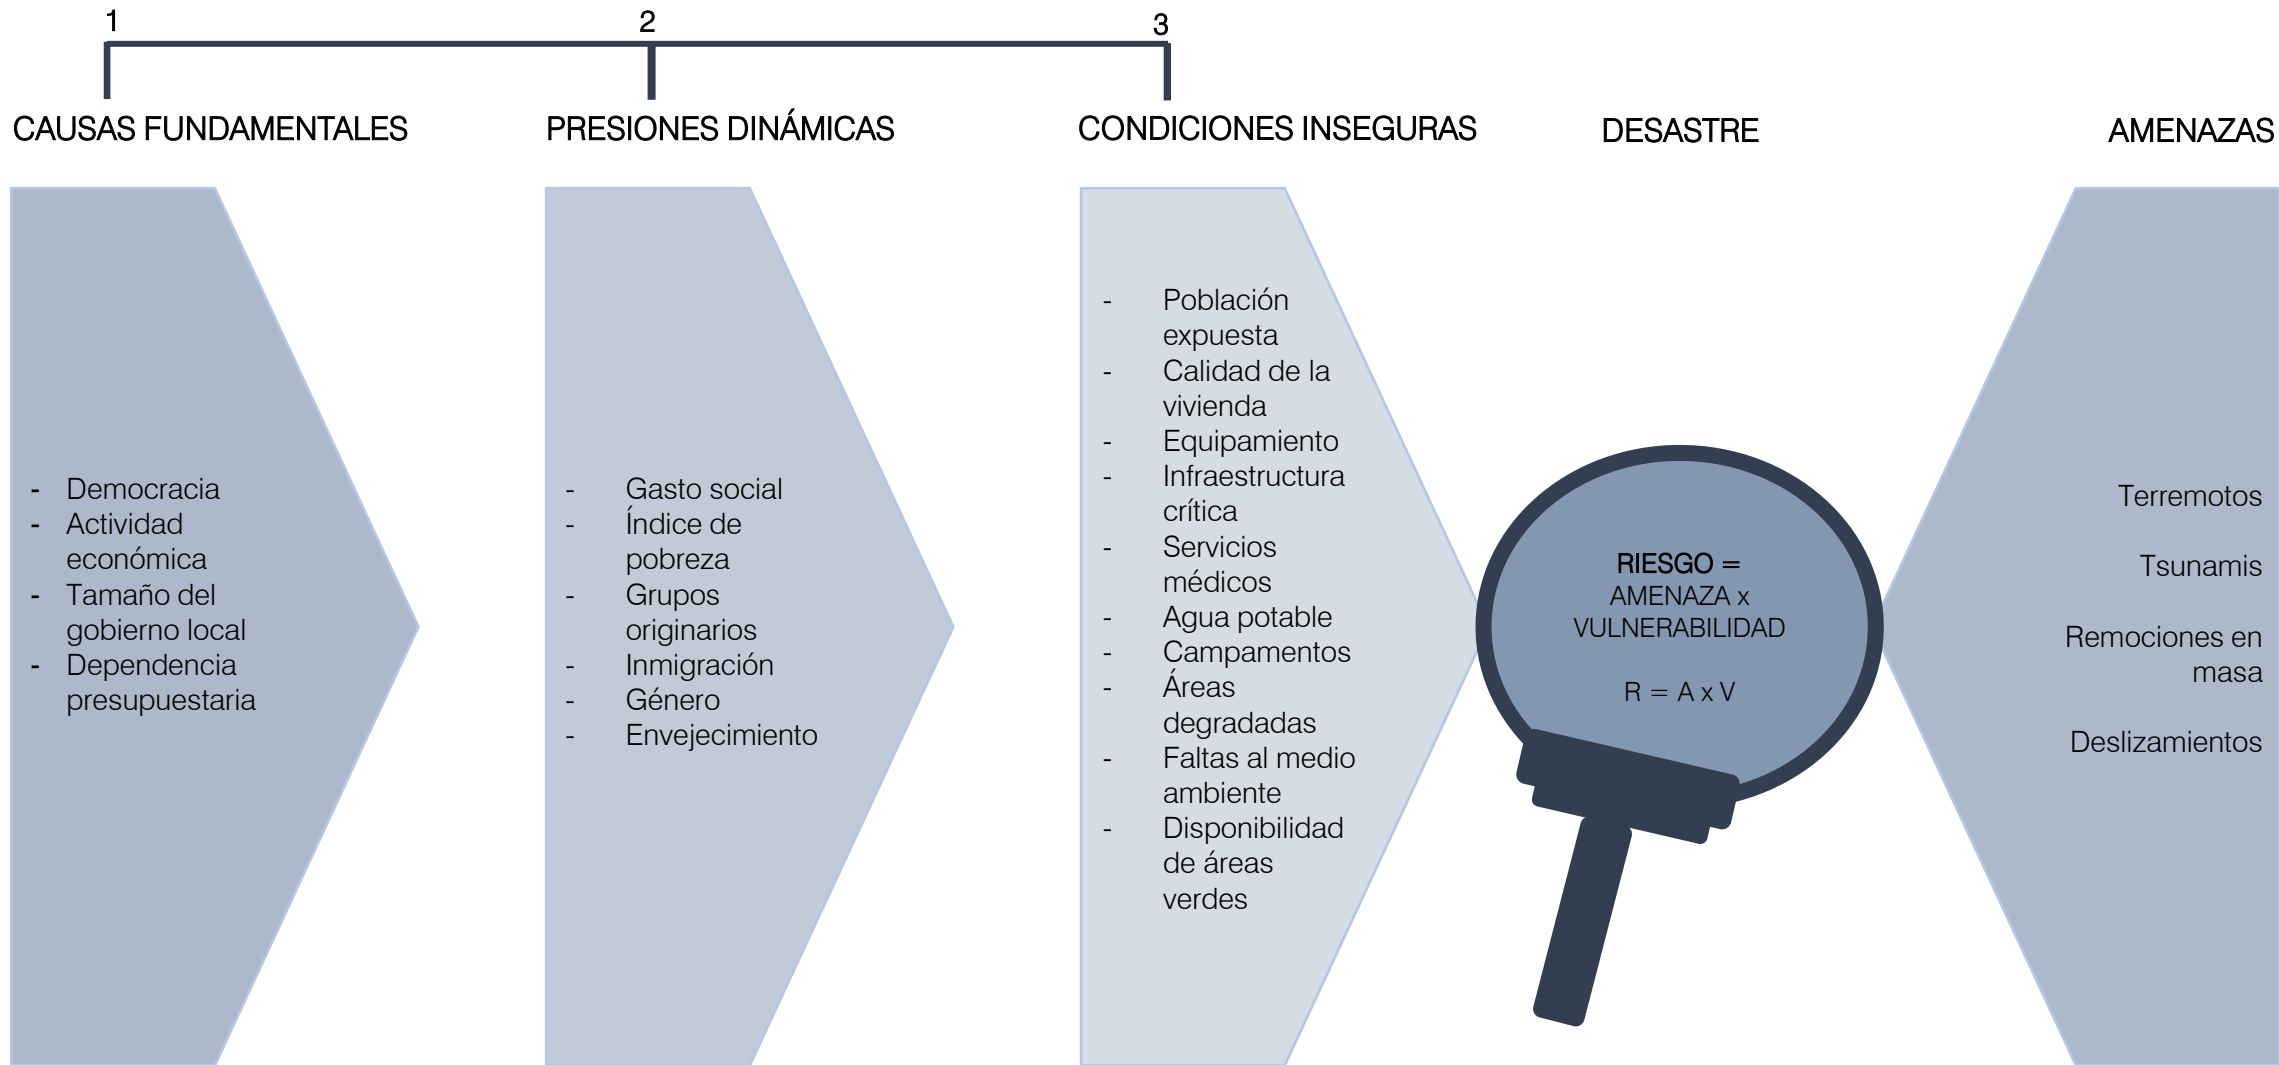 1
2
3
CAUSAS FUNDAMENTALES
PRESIONES DINÁMICAS
CONDICIONES INSEGURAS
DESASTRE
AMENAZAS
- Democracia
- Actividad
económica
- Tamaño del
gobierno local
- Dependencia
presupuestaria
- Gasto social
- Índice de
pobreza
- Grupos
originarios
- Inmigración
- Género
- Envejecimiento
- Población
expuesta
- Calidad de la
vivienda
- Equipamiento
- Infraestructura
crítica
- Servicios
médicos
- Agua potable
- Campamentos
- Áreas
degradadas
- Faltas al medio
ambiente
- Disponibilidad
de áreas
verdes
RIESGO =
AMENAZA x
VULNERABILIDAD
R = A x V
Terremotos
Tsunamis
Remociones en
masa
Deslizamientos